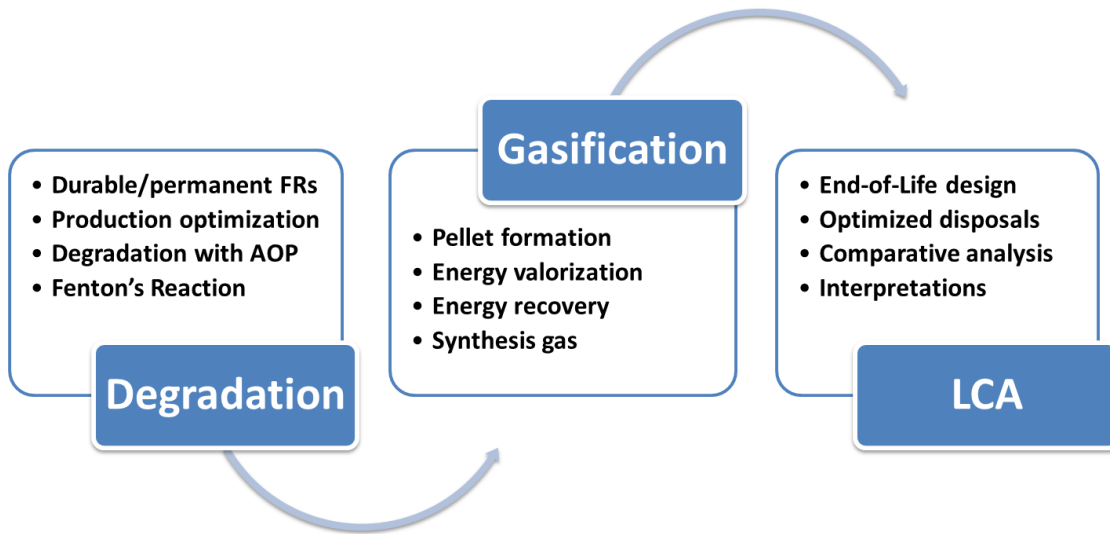 Degradation
• Durable/permanent FRs
• Production optimization
• Degradation with AOP
• Fenton's Reaction
Gasification
• Pellet formation
• Energy valorization
• Energy recovery
• Synthesis gas
• End-of-Life design
• Optimized disposals
• Comparative analysis
• Interpretations
LCA